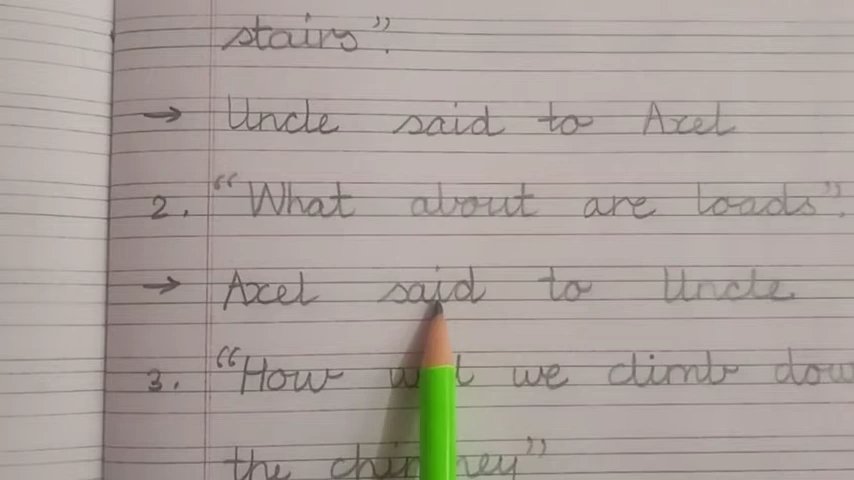 stairs".
→ Uncle said to Axel
2. "What about are loads".
→ Axel said to Uncle
3. "How we climb
the